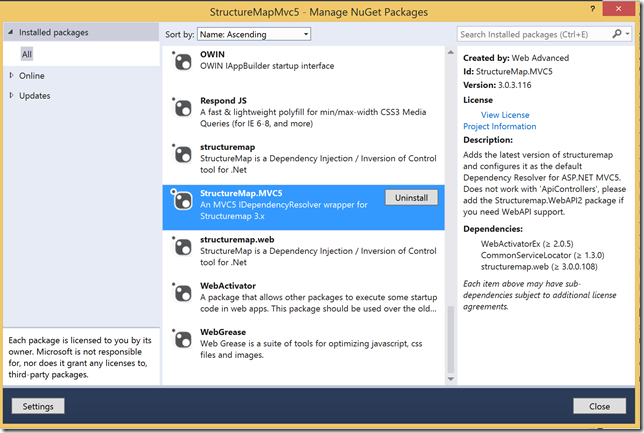 StructureMapMvc5 - Manage NuGet Packages
?
Installed packages
All
Online
Updates
Each package is licensed to you by its
owner. Microsoft is not responsible
for, nor does it grant any licenses to,
third-party packages.
Sort by: Name: Ascending
OWIN
OWIN IAppBuilder startup interface
Respond JS
A fast & lightweight polyfill for min/max-width CSS3 Media
Queries (for IE 6-8, and more)
structuremap
StructureMap is a Dependency Injection / Inversion of Control
tool for .Net
StructureMap.MVC5
An MVC5 IDependencyResolver wrapper for
Structuremap 3.x
Uninstall
structuremap.web
StructureMap is a Dependency Injection / Inversion of Control
tool for .Net
WebActivator
A package that allows other packages to execute some startup
code in web apps. This package should be used over the old...
WebGrease
Web Grease is a suite of tools for optimizing javascript, css
files and images.
Search Installed packages (Ctrl+E)
Created by: Web Advanced
Id: StructureMap.MVC5
Version: 3.0.3.116
License
View License
Project Information
Description:
Adds the latest version of structuremap
and configures it as the default
Dependency Resolver for ASP.NET MVC5.
Does not work with 'ApiControllers', please
add the Structuremap.WebAPI2 package if
you need WebAPI support.
Dependencies:
WebActivatorEx (≥ 2.0.5)
CommonServiceLocator (≥ 1.3.0)
structuremap.web (≥ 3.0.0.108)
Each item above may have sub-
dependencies subject to additional license
agreements.
Settings
Close